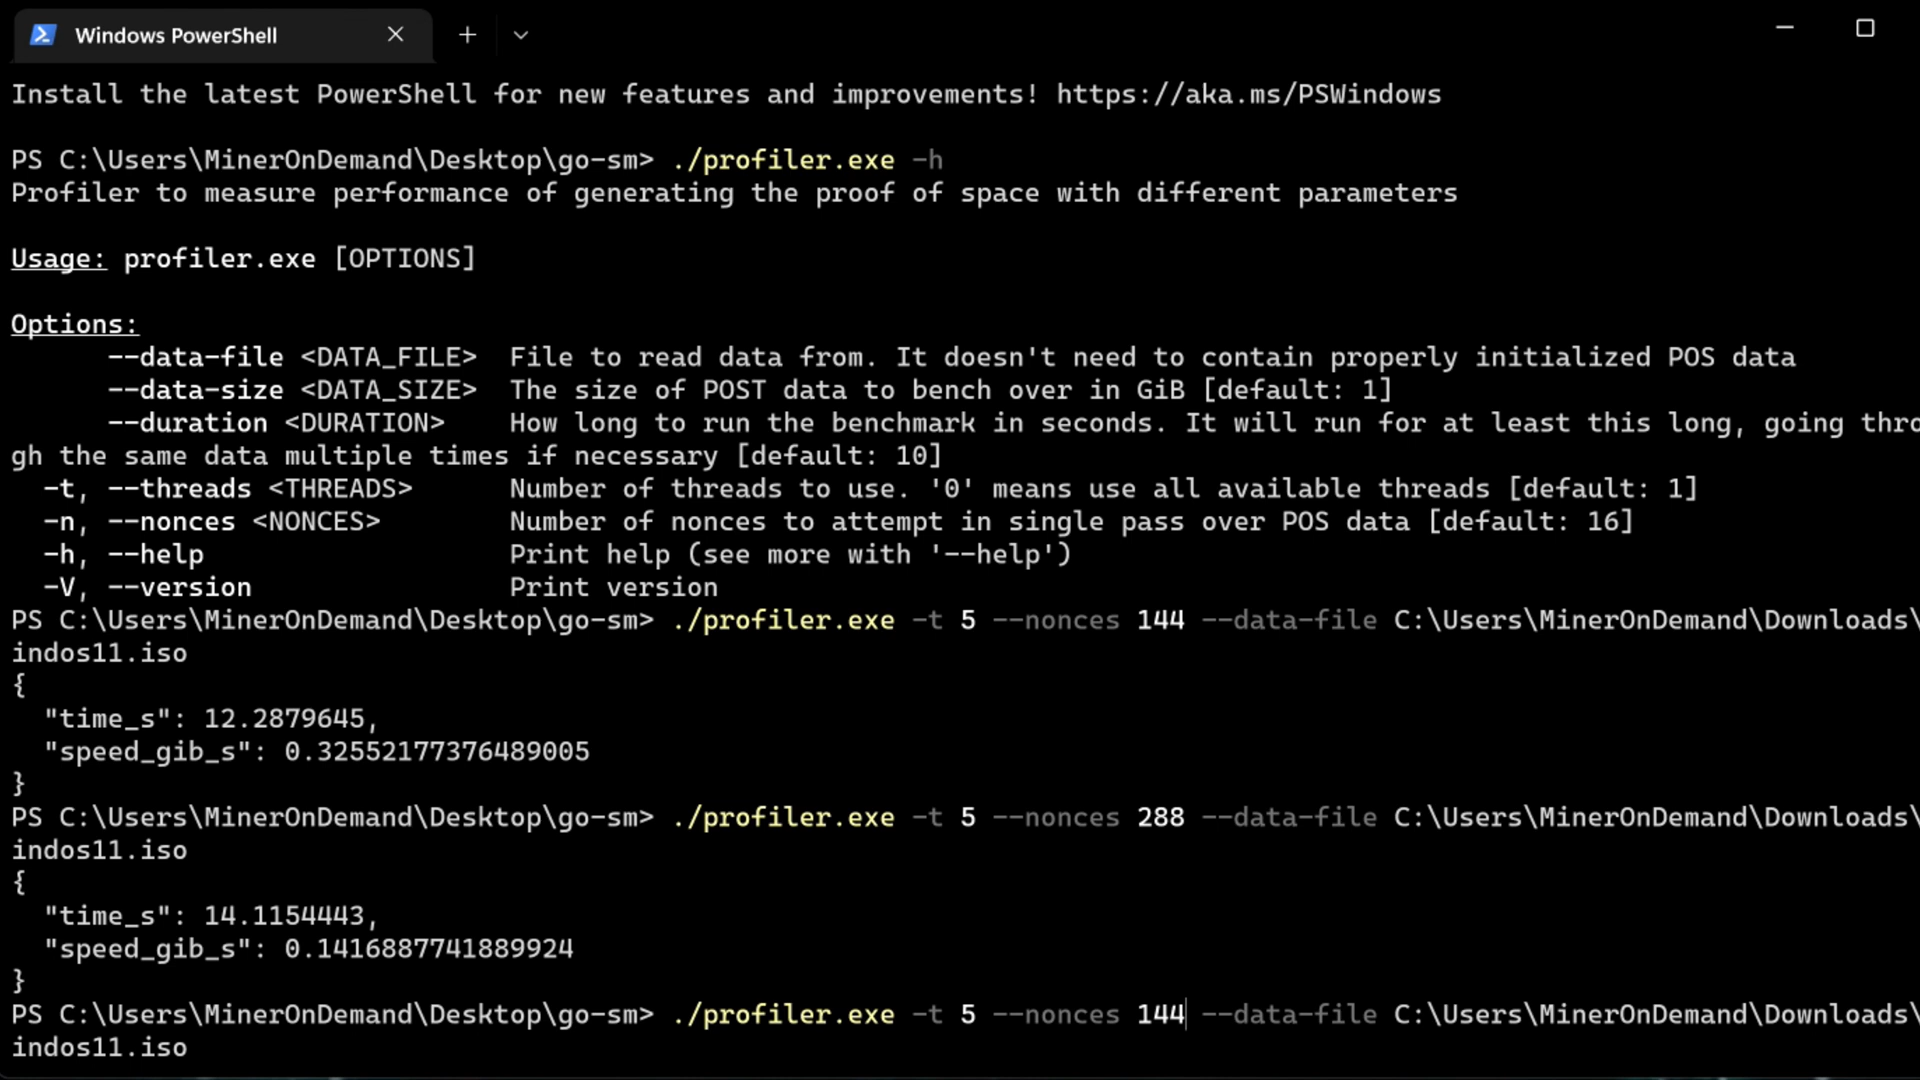 Windows PowerShell
Install the latest PowerShell for new features and improvements! https://aka.ms/PSWindows
PS C:\Users\MinerOnDemand\Desktop\go-sm> ./profiler.exe -h
Profiler to measure performance of generating the proof of space with different parameters
Usage: profiler.exe [OPTIONS]
Options:
--data-file <DATA_FILE> File to read data from. It doesn't need to contain properly initialized POS data
--data-size <DATA_SIZE> The size of POST data to bench over in GiB [default: 1]
--duration <DURATION> How long to run the benchmark in seconds. It will run for at least this long, going thro
gh the same data multiple times if necessary [default: 10]
-t, --threads <THREADS> Number of threads to use. '0' means use all available threads [default: 1]
-n, --nonces <NONCES> Number of nonces to attempt in single pass over POS data [default: 16]
-h, --help Print help (see more with '--help')
-V, --version Print version
PS C:\Users\MinerOnDemand\Desktop\go-sm> ./profiler.exe -t 5 --nonces 144 --data-file C:\Users\MinerOnDemand\Downloads\
indos11.iso
{
"time_s": 12.2879645,
"speed_gib_s": 0.32552177376489005
}
PS C:\Users\MinerOnDemand\Desktop\go-sm> ./profiler.exe -t 5 --nonces 288 --data-file C:\Users\MinerOnDemand\Downloads\
indos11.iso
{
"time_s": 14.1154443,
"speed_gib_s": 0.1416887741889924
}
PS C:\Users\MinerOnDemand\Desktop\go-sm> ./profiler.exe -t 5 --nonces 144 --data-file C:\Users\MinerOnDemand\Downloads\
indos11.iso